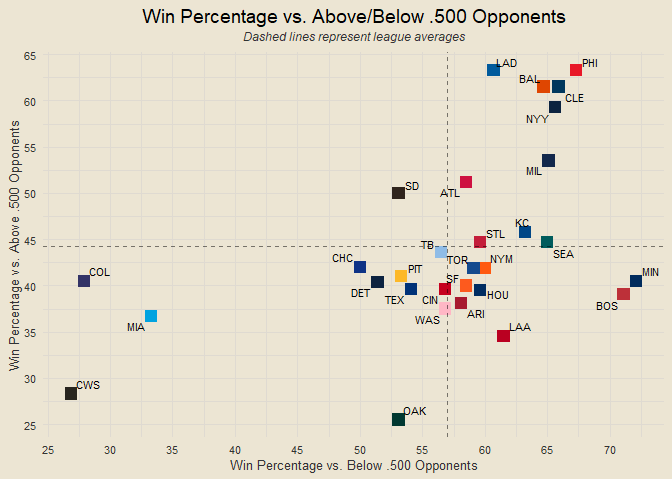 Win Percentage vs. Above/Below .500 Opponents
Dashed lines represent league averages
Win Percentage vs. Above .500 Opponents
65
60
55
50
45
40
35
30
25
LAD
PHI
BAL
CLE
NYY
MIL
SD
ATL
KC
STL
TB
SEA
CHC
TOR
NYM
COL
PIT
SF
MIN
DET
TEX
CIN
HOU
BOS
MIA
WAS
ARI
LAA
CWS
OAK
25
30
35
40
45
50
55
60
65
70
Win Percentage vs. Below .500 Opponents